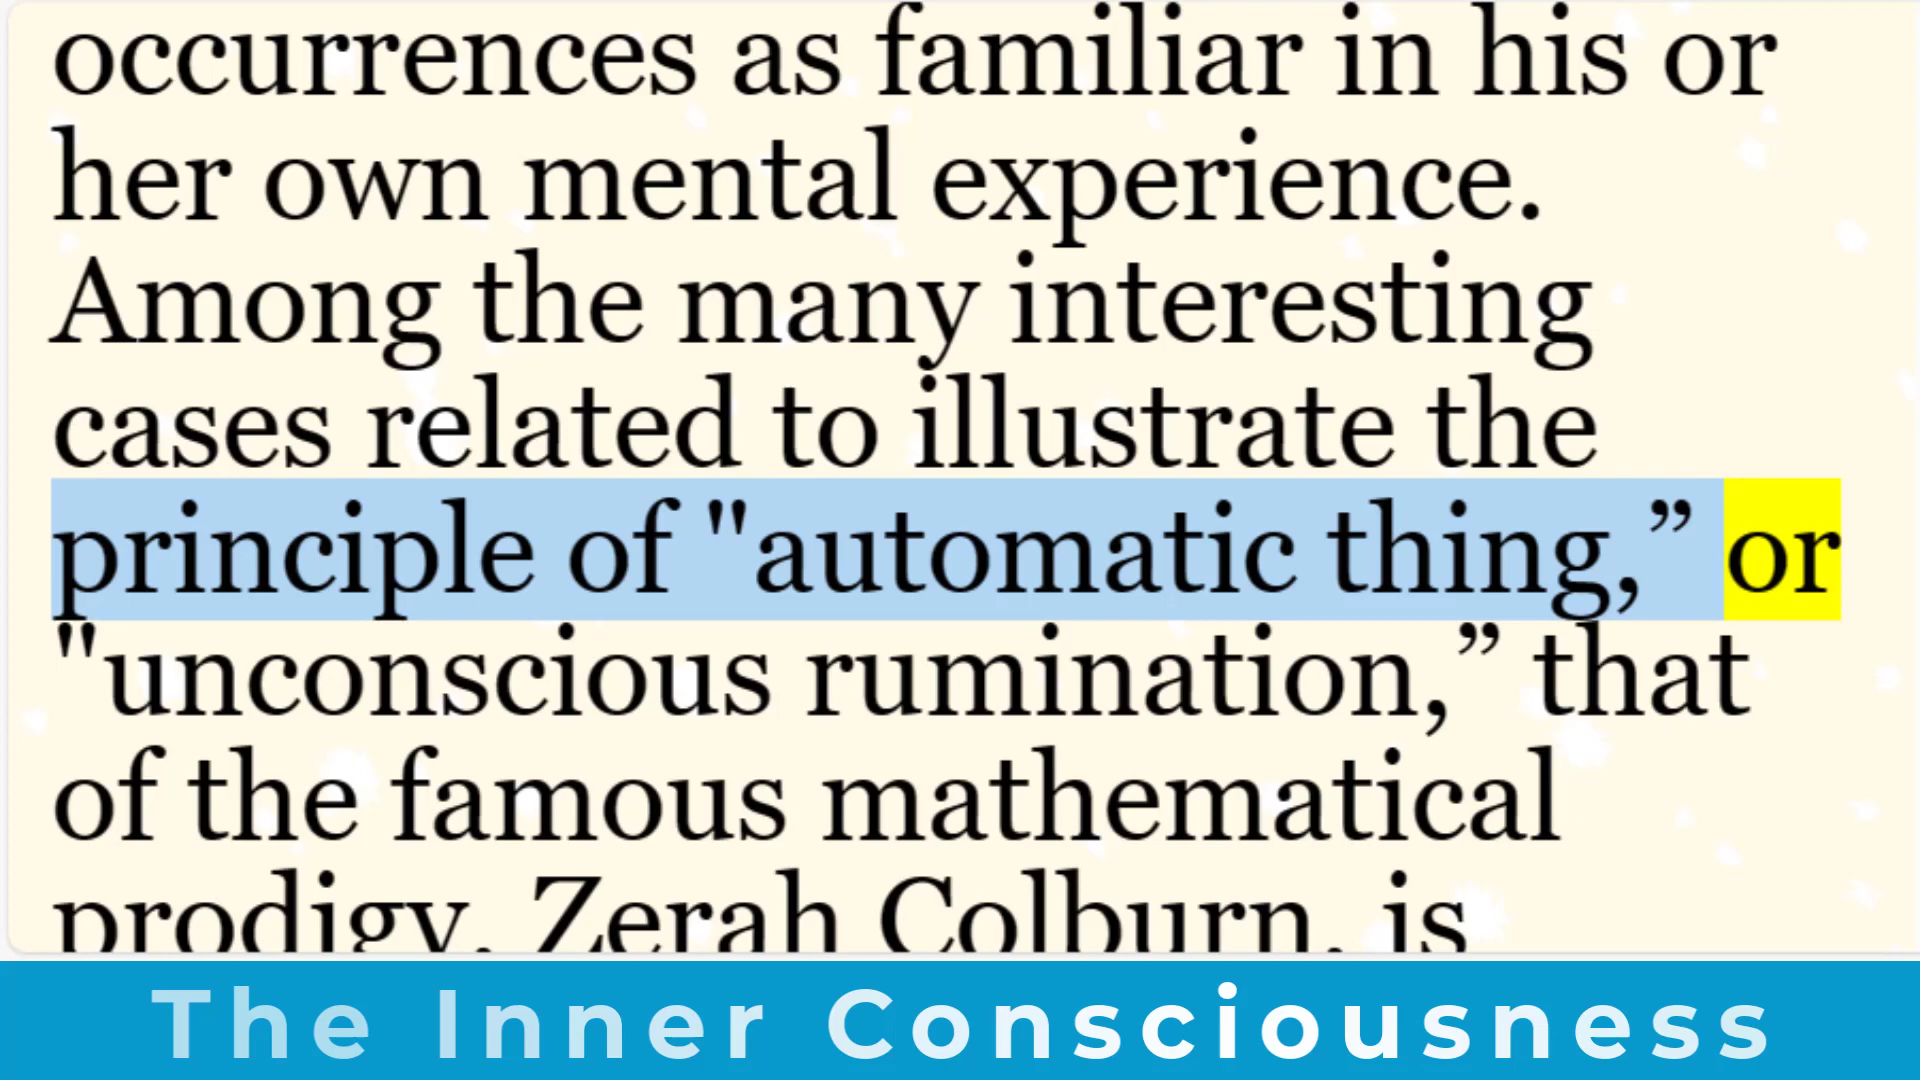 occurrences as familiar in his or
her own mental experience.
Among the many interesting
cases related to illustrate the
principle of "automatic thing,” or
"unconscious rumination,” that
of the famous mathematical
prodigy, Zerah Colburn, is
The Inner Consciousness